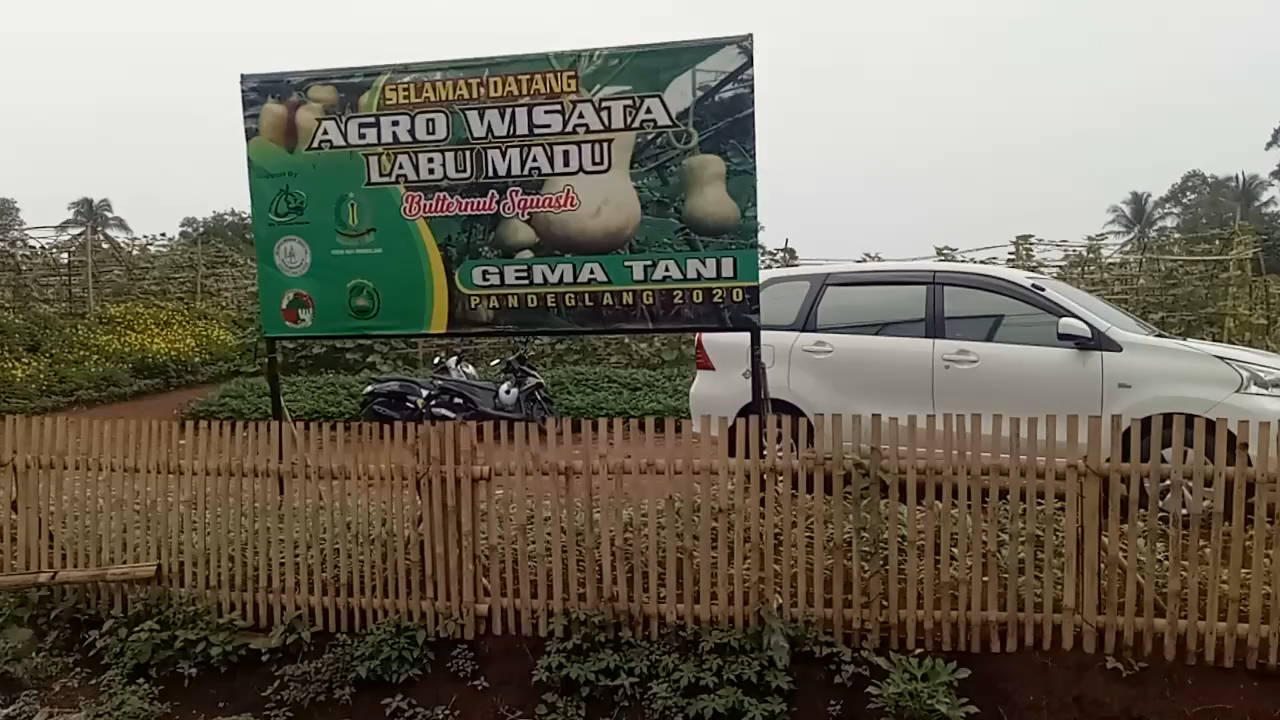 SELAMAT DATANG
AGRO WISATA
LABU MADU
Butternut Squash
GEMA TANI
PANDEGLANG 2020